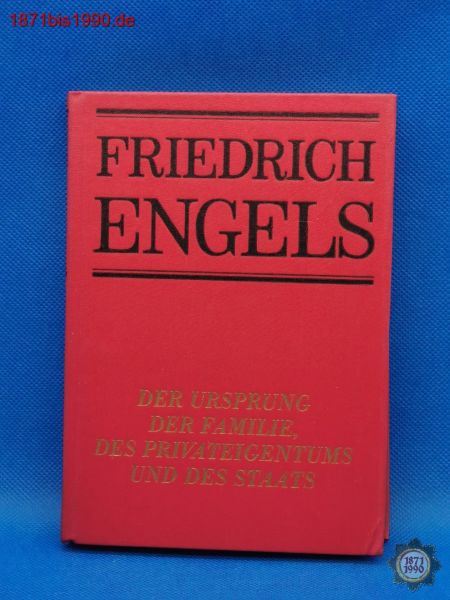 1871bis1990.de
FRIEDRICH
ENGELS
DER URSPRUNG
DER FAMILIE,
DES PRIVATEIGENTUMS
UND DES STAATS
1871
1990